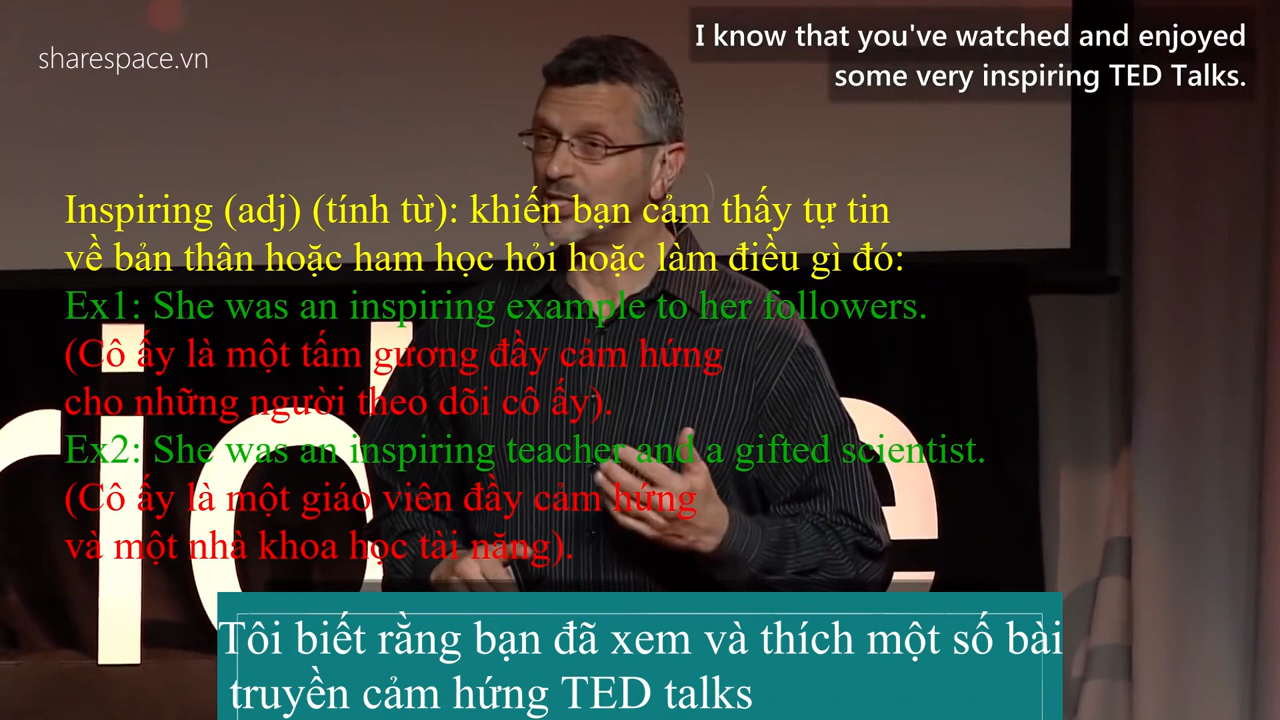 sharespace.vn
I know that you've watched and enjoyed
some very inspiring TED Talks.
Inspiring (adj) (tính từ): khiến bạn cảm thấy tự tin
về bản thân hoặc ham học hỏi hoặc làm điều gì đó:
Ex1: She was an inspiring example to her followers.
(Cô ấy là một tấm gương đầy cảm hứng
cho những người theo dõi cô ấy).
Ex2: She was an inspiring teacher and a gifted scientist.
(Cô ấy là một giáo viên đầy cảm hứng
và một nhà khoa học tài năng).
Tôi biết rằng bạn đã xem và thích một số bài
truyền cảm hứng TED talks